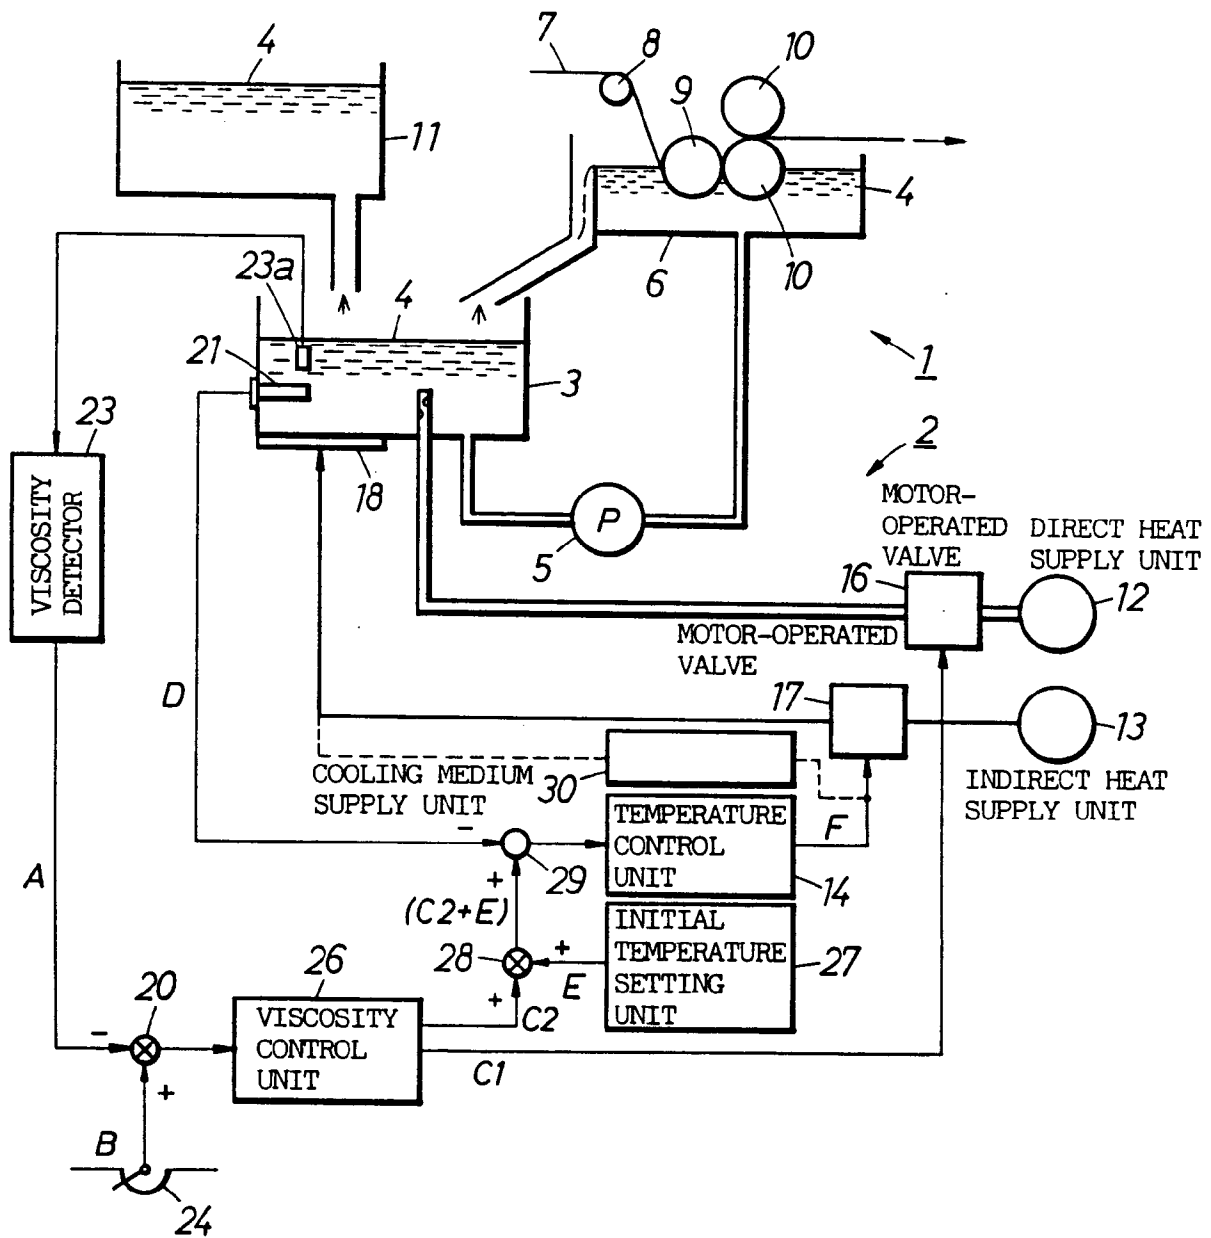 4
7
8
10
9
11
4
10
6
23a
4
21
3
1
2
23
VISCOSITY
DETECTOR
18
P
5
MOTOR-
OPERATED
VALVE
DIRECT HEAT
SUPPLY UNIT
16
12
MOTOR-OPERATED
VALVE
D
17
13
COOLING MEDIUM
SUPPLY UNIT
30
INDIRECT HEAT
SUPPLY UNIT
-
29
TEMPERATURE
CONTROL
UNIT
F
14
A
+
(C2+E)
28
+
E
INITIAL
TEMPERATURE
SETTING
UNIT
27
20
26
+
C2
-
VISCOSITY
CONTROL
UNIT
C1
+
B
24